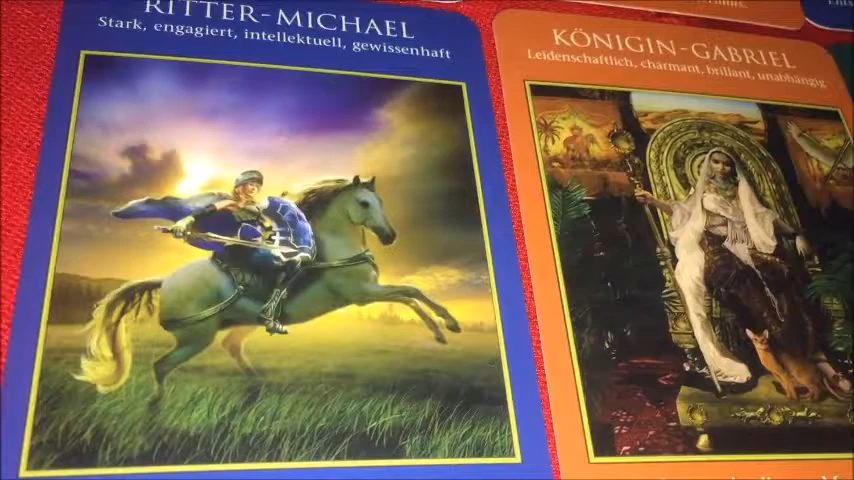 RITTER-MICHAEL
Stark, engagiert, intellektuell, gewissenhaft
KÖNIGIN-GABRIEL
Leidenschaftlich, charmant, brillant, unabhängig